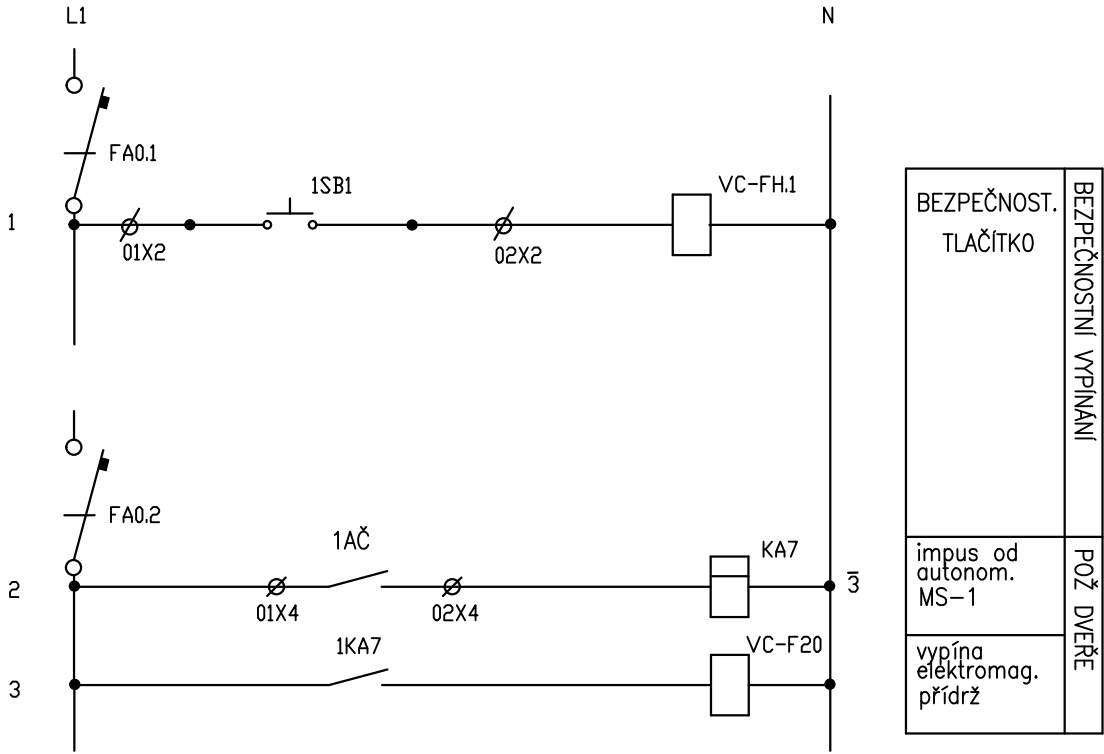 L1
N
FA0.1
1SB1
VC-FH.1
1
01X2
02X2
FA0.2
1AČ
KA7
2
01X4
02X4
3
1KA7
VC-F20
3
BEZPEČNOST.
TLAČÍTKO
BEZPEČNOSTNÍ VYPÍNÁNÍ
impus od
autonom.
MS-1
vypína
elektromag.
přídrž
POŽ DVEŘE